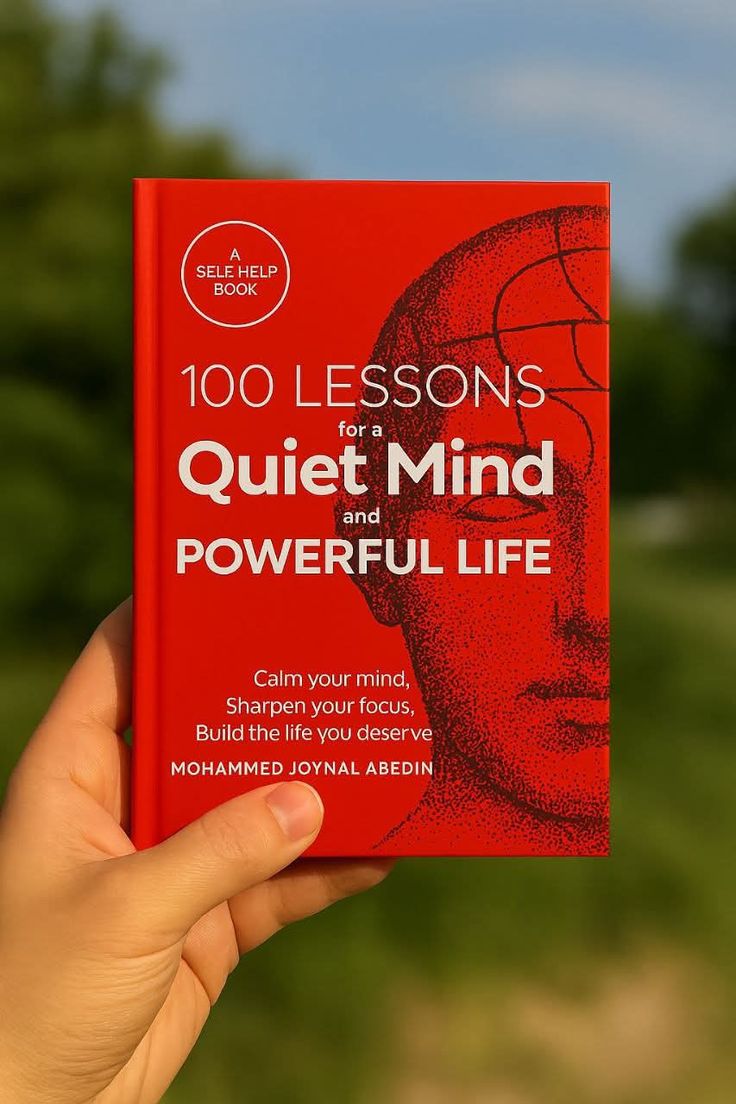 A
SELF HELP
BOOK
100 LESSONS
for a
Quiet Mind
and
POWERFUL LIFE
Calm your mind,
Sharpen your focus,
Build the life you deserve
MOHAMMED JOYNAL ABEDIN